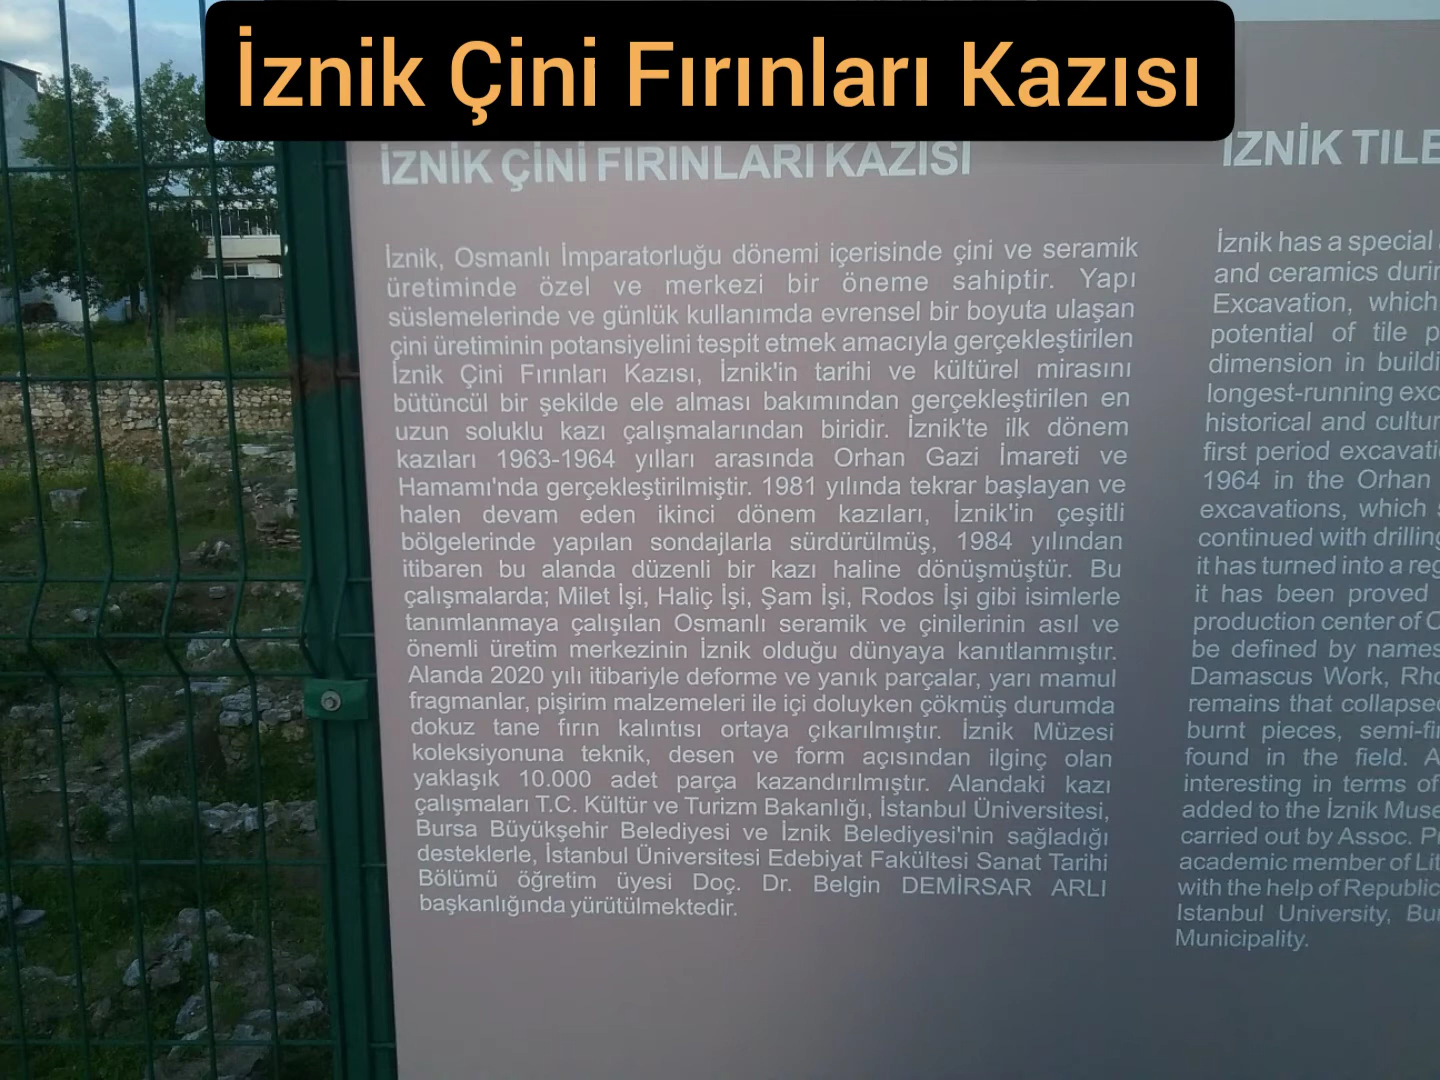 İznik Çini Fırınları Kazısı
İZNİK ÇİNİ FIRINLARI KAZISI
İznik, Osmanlı İmparatorluğu dönemi içerisinde çini ve seramik
üretiminde özel ve merkezi bir öneme sahiptir. Yapı
süslemelerinde ve günlük kullanımda evrensel bir boyuta ulaşan
çini üretiminin potansiyelini tespit etmek amacıyla gerçekleştirilen
İznik Çini Fırınları Kazısı, İznik'in tarihi ve kültürel mirasını
bütüncül bir şekilde ele alması bakımından gerçekleştirilen en
uzun soluklu kazı çalışmalarından biridir. İznik'te ilk dönem
kazıları 1963-1964 yılları arasında Orhan Gazi İmareti ve
Hamamı'nda gerçekleştirilmiştir. 1981 yılında tekrar başlayan ve
halen devam eden ikinci dönem kazıları, İznik'in çeşitli
bölgelerinde yapılan sondajlarla sürdürülmüş, 1984 yılından
itibaren bu alanda düzenli bir kazı haline dönüşmüştür. Bu
çalışmalarda; Milet İşi, Haliç İşi, Şam İşi, Rodos İşi gibi isimlerle
tanımlanmaya çalışılan Osmanlı seramik ve çinilerinin asıl ve
önemli üretim merkezinin İznik olduğu dünyaya kanıtlanmıştır.
Alanda 2020 yılı itibariyle deforme ve yanık parçalar, yarı mamul
fragmanlar, pişirim malzemeleri ile içi doluyken çökmüş durumda
dokuz tane fırın kalıntısı ortaya çıkarılmıştır. İznik Müzesi
koleksiyonuna teknik, desen ve form açısından ilginç olan
yaklaşık 10.000 adet parça kazandırılmıştır. Alandaki kazı
çalışmaları T.C. Kültür ve Turizm Bakanlığı, İstanbul Üniversitesi,
Bursa Büyükşehir Belediyesi ve İznik Belediyesi'nin sağladığı
desteklerle, İstanbul Üniversitesi Edebiyat Fakültesi Sanat Tarihi
Bölümü öğretim üyesi Doç. Dr. Belgin DEMİRSAR ARLI
başkanlığında yürütülmektedir.
İZNİK TILE
İznik has a special
and ceramics durin
Excavation, which
potential of tile p
dimension in buildi
longest-running exc
historical and cultur
first period excavati
1964 in the Orhan
excavations, which s
continued with drilling
it has turned into a reg
it has been proved
production center of O
be defined by names
Damascus Work, Rho
remains that collapsed
burnt pieces, semi-fin
found in the field. A
interesting in terms of
added to the İznik Muse
carried out by Assoc. Pr
academic member of Lit
with the help of Republic
Istanbul University, Bur
Municipality.